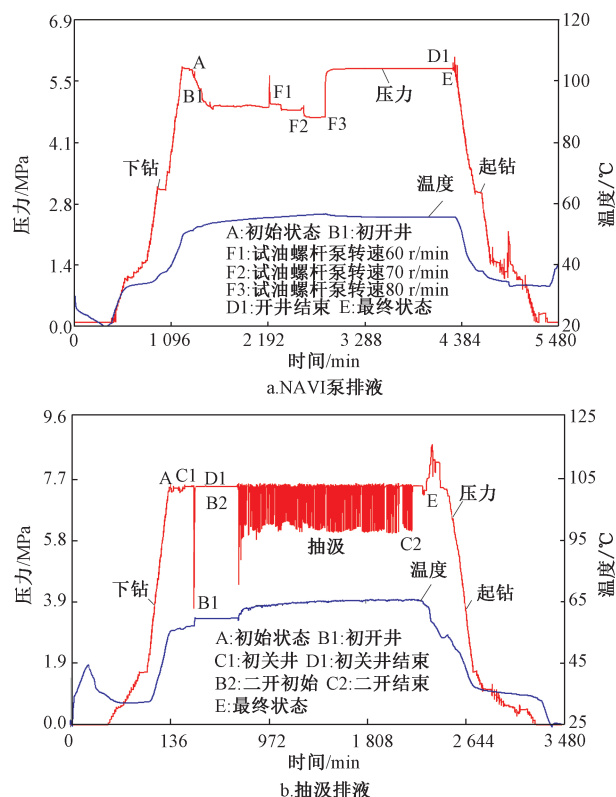 6.9
5.5
4.1
2.8
1.4
0.0
压力/MPa
120
100
80
60
40
20
温度/℃
A
B1
F1
F2
F3
D1
E
压力
下钻
温度
起钻
A:初始状态 B1:初开井
F1:试油螺杆泵转速60 r/min
F2:试油螺杆泵转速70 r/min
F3:试油螺杆泵转速80 r/min
D1:开井结束 E:最终状态
0 1 096 2 192 3 288 4 384 5 480
时间/min
a.NAVI泵排液
9.6
7.7
5.8
3.9
1.9
0.0
压力/MPa
125
105
95
65
45
25
温度/℃
A
C1
D1
B2
B1
抽汲
C2
E
压力
下钻
温度
起钻
A:初始状态 B1:初开井
C1:初关井 D1:初关井结束
B2:二开初始 C2:二开结束
E:最终状态
0 136 972 1 808 2 644 3 480
时间/min
b.抽汲排液